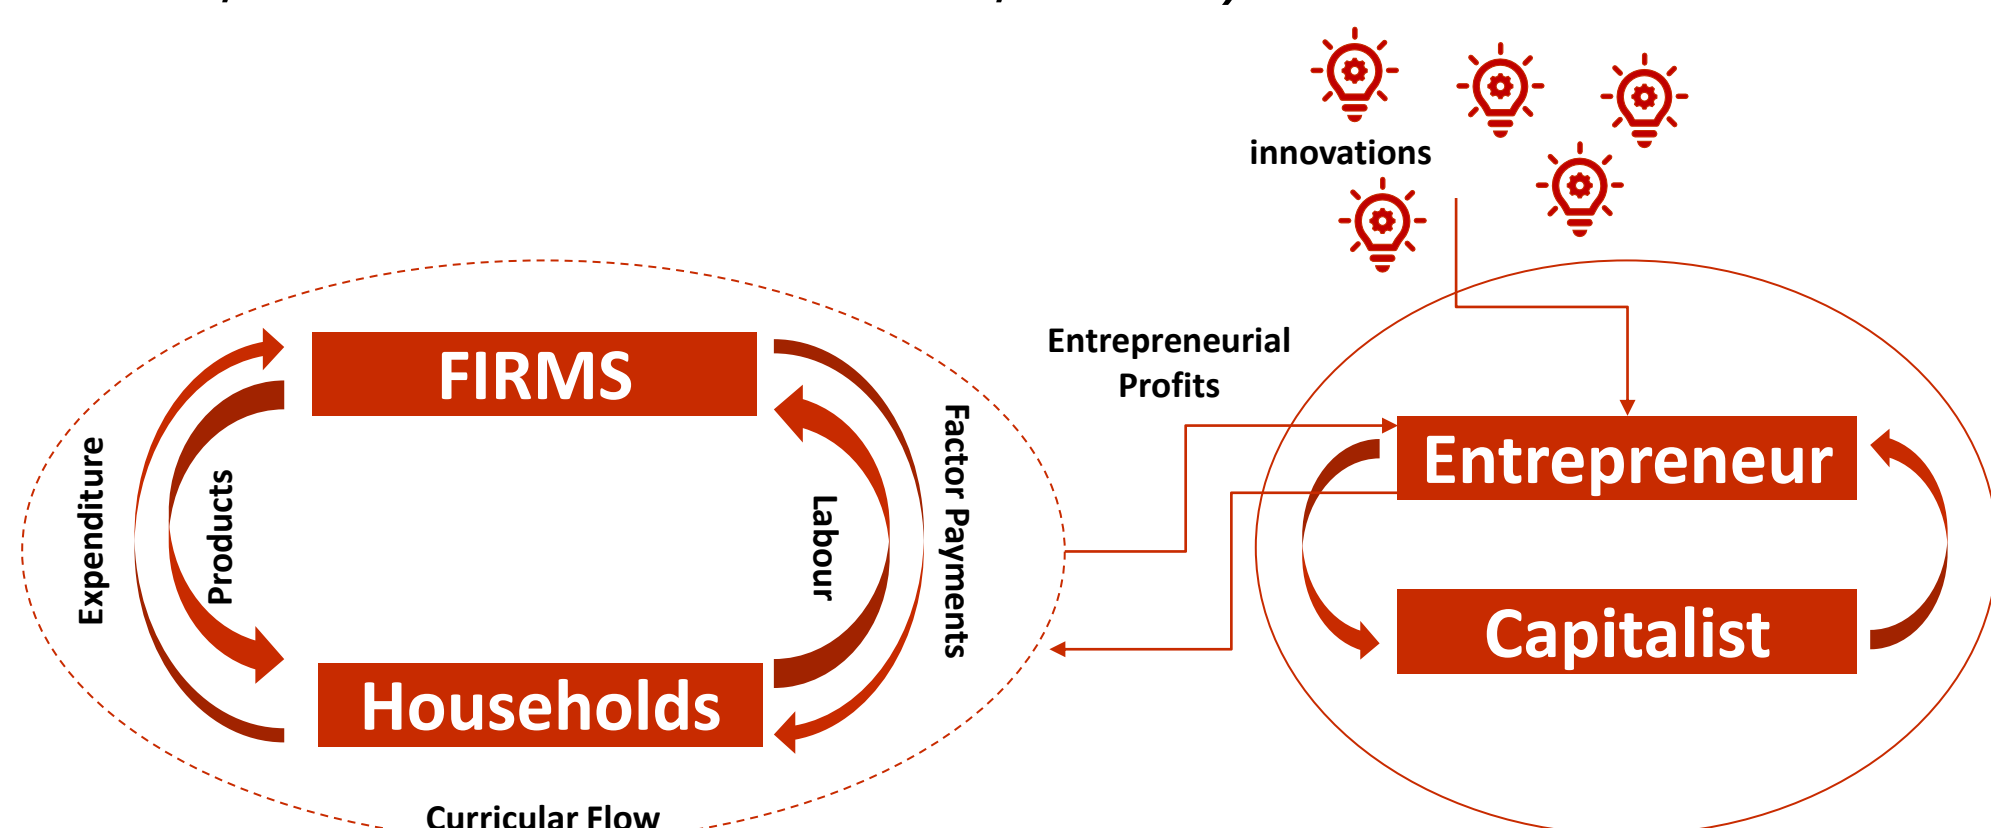 innovations
Entrepreneurial
Profits
FIRMS
Expenditure
Products
Labour
Factor Payments
Entrepreneur
Capitalist
Households
Curricular Flow